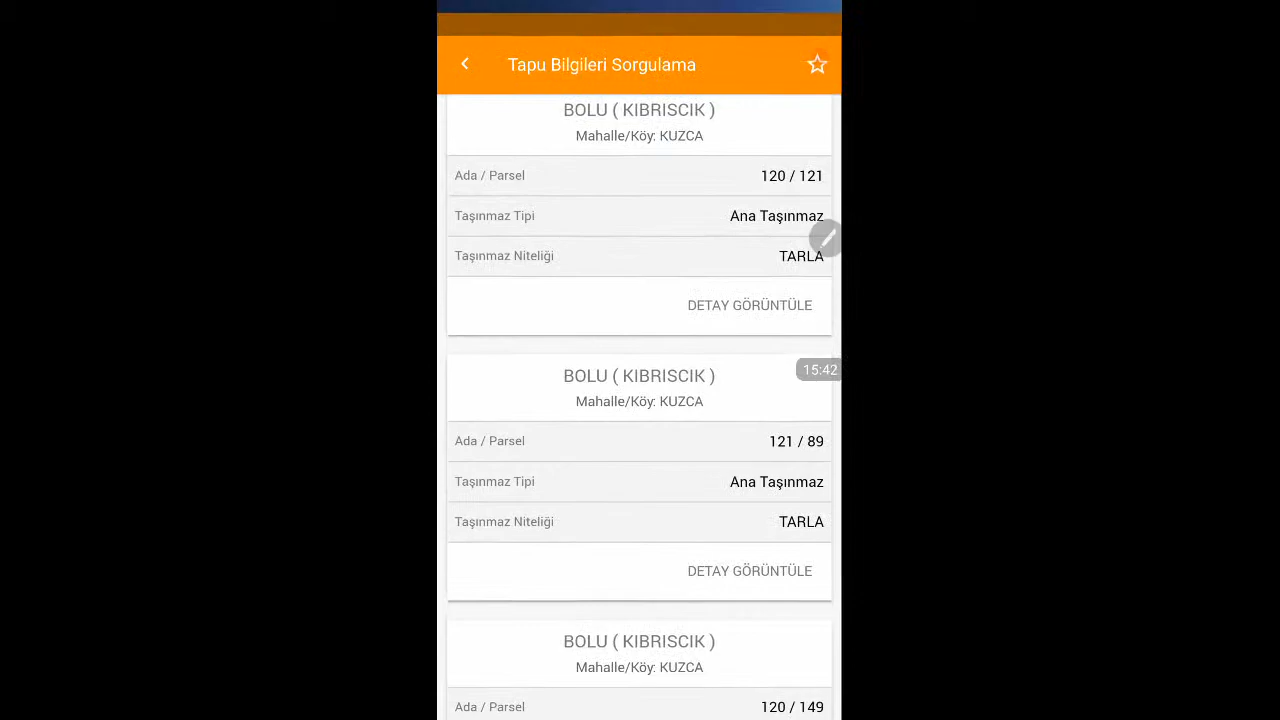 Tapu Bilgileri Sorgulama
BOLU ( KIBRISCIK )
Mahalle/Köy: KUZCA
Ada / Parsel 120 / 121
Taşınmaz Tipi Ana Taşınmaz
Taşınmaz Niteliği TARLA
DETAY GÖRÜNTÜLE
BOLU ( KIBRISCIK )
15:42
Mahalle/Köy: KUZCA
Ada / Parsel 121 / 89
Taşınmaz Tipi Ana Taşınmaz
Taşınmaz Niteliği TARLA
DETAY GÖRÜNTÜLE
BOLU ( KIBRISCIK )
Mahalle/Köy: KUZCA
Ada / Parsel 120 / 149